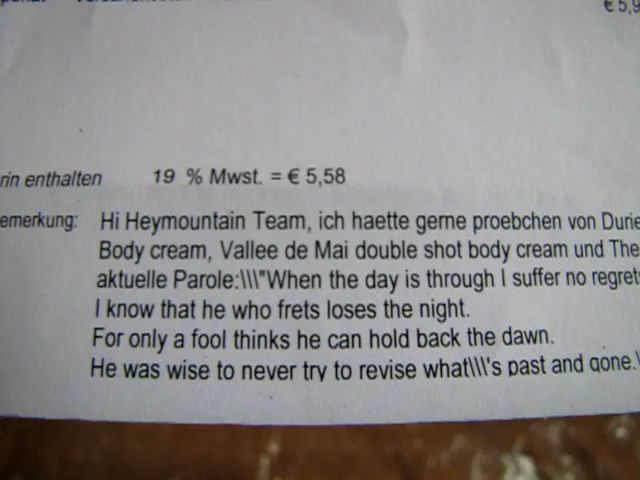 € 5,9
rin enthalten 19 % Mwst. = € 5,58
emerkung: Hi Heymountain Team, ich haette gerne proebchen von Durie
Body cream, Vallee de Mai double shot body cream und The
aktuelle Parole:\\\"When the day is through I suffer no regret
I know that he who frets loses the night.
For only a fool thinks he can hold back the dawn.
He was wise to never try to revise what\\\'s past and gone.\